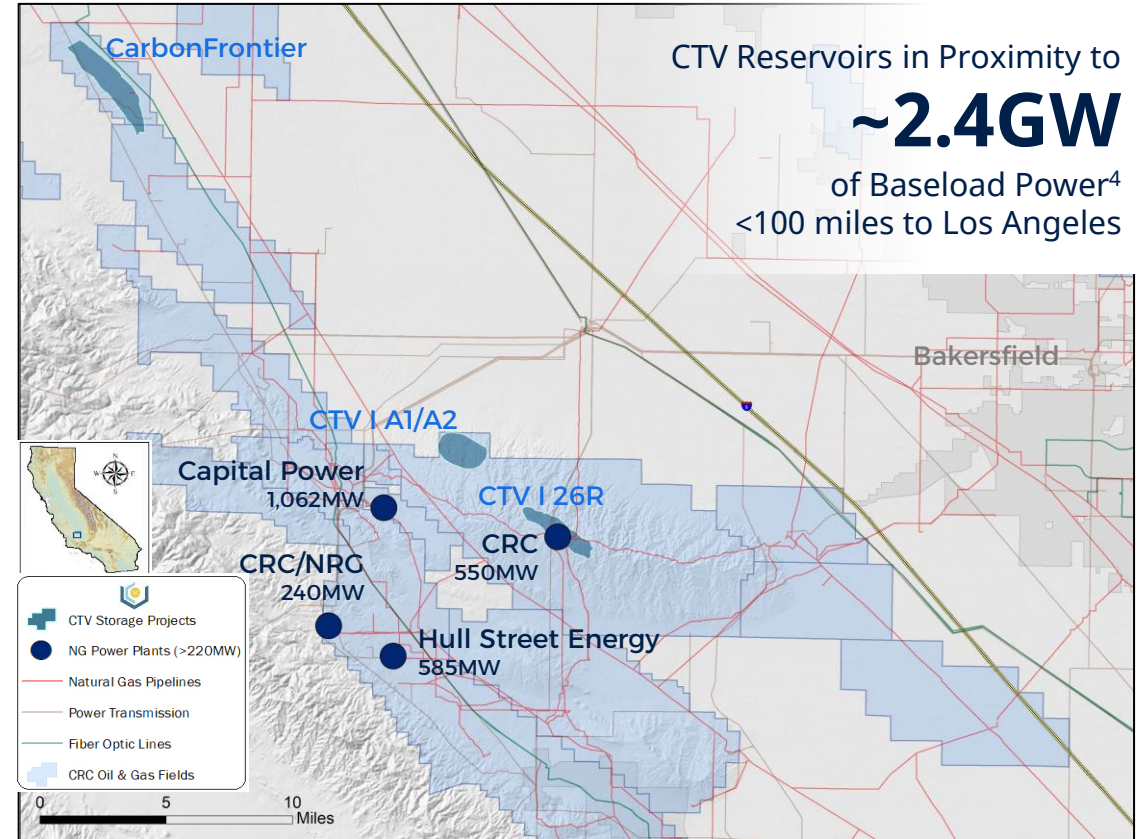 CTV Reservoirs in Proximity to
~2.4GW
of Baseload Power⁴
<100 miles to Los Angeles
CarbonFrontier
Bakersfield
CTV I A1/A2
Capital Power
1,062MW
CTV I 26R
CRC
550MW
CRC/NRG
240MW
Hull Street Energy
585MW
N
W
E
S
CTV Storage Projects
NG Power Plants (>220MW)
Natural Gas Pipelines
Power Transmission
Fiber Optic Lines
CRC Oil & Gas Fields
0 5 10
Miles